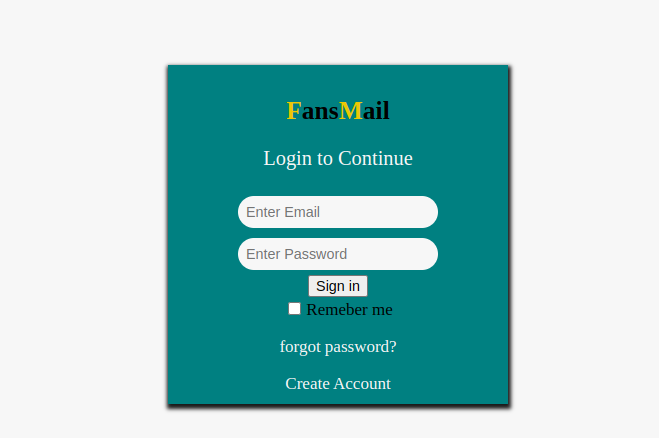 FansMail
Login to Continue
Enter Email
Enter Password
Sign in
Remeber me
forgot password?
Create Account